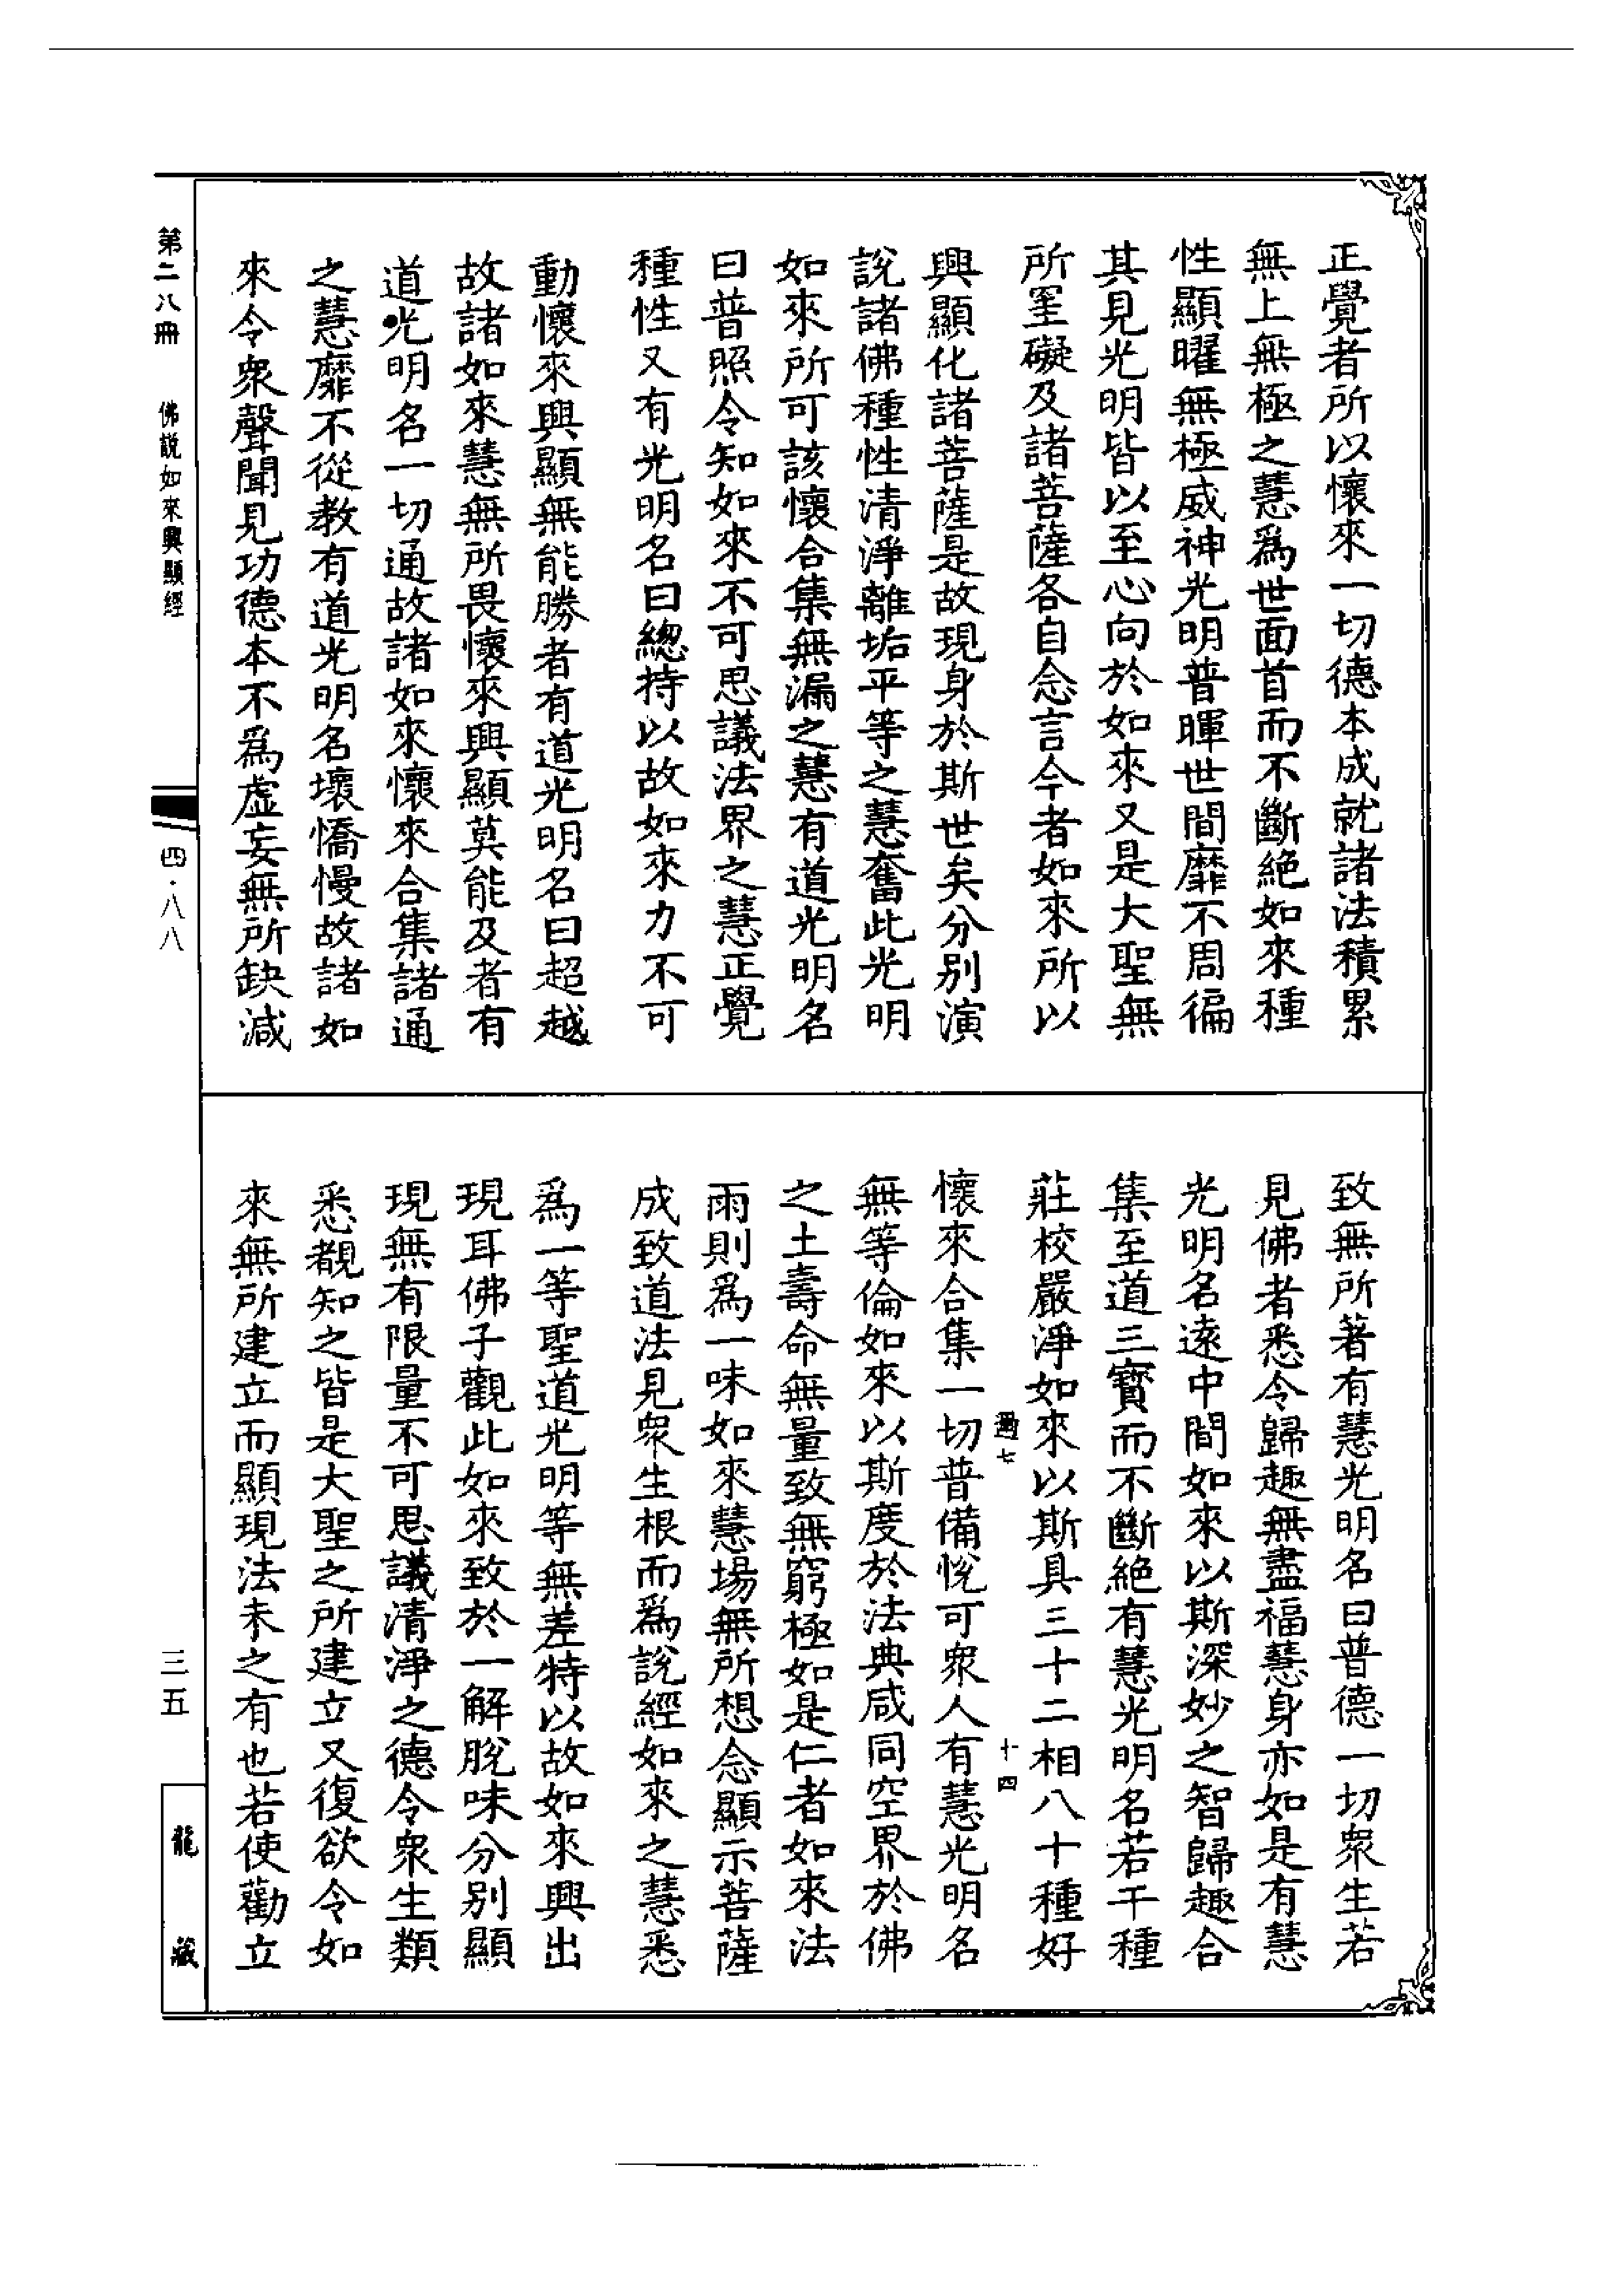 正覺者所以懷來一切德本成就諸法積累
無上無極之慧爲世面首而不斷絕如來種
性顯曜無極威神光明普暉世間靡不周徧
其見光明皆以至心向於如來又是大聖無
所罣礙及諸菩薩各自念言今者如來所以
興顯化諸菩薩是故現身於斯世矣分別演
說諸佛種性清淨離垢平等之慧奮此光明
如來所可該懷合集無漏之慧有道光明名
曰普照令知如來不可思議法界之慧正覺
種性又有光明名曰總持以故如來力不可
動懷來興顯無能勝者有道光明名曰超越
故諸如來慧無所畏懷來興顯莫能及者有
道光明名一切通故諸如來懷來合集諸通
之慧靡不從教有道光明名壞憍慢故諸如
來令衆聲聞見功德本不爲虛妄無所缺減
致無所著有慧光明名曰普德一切衆生若
見佛者悉令歸趣無盡福慧身亦如是有慧
光明名遠中間如來以斯深妙之智歸趣合
集至道三寳而不斷絕有慧光明名若干種
莊校嚴淨如來以斯具三十二相八十種好
遇七
十四
懷來合集一切普備悅可衆人有慧光明名
無等倫如來以斯度於法典咸同空界於佛
之土壽命無量致無窮極如是仁者如來法
雨則爲一味如來慧場無所想念顯示菩薩
成致道法見衆生根而爲說經如來之慧悉
爲一等聖道光明等無差特以故如來興出
現耳佛子觀此如來致於一解脫味分別顯
現無有限量不可思議清淨之德令衆生類
悉覩知之皆是大聖之所建立又復欲令如
來無所建立而顯現法未之有也若使勸立
第二八冊
佛説如來興顯經
四·八八
三五
龍藏